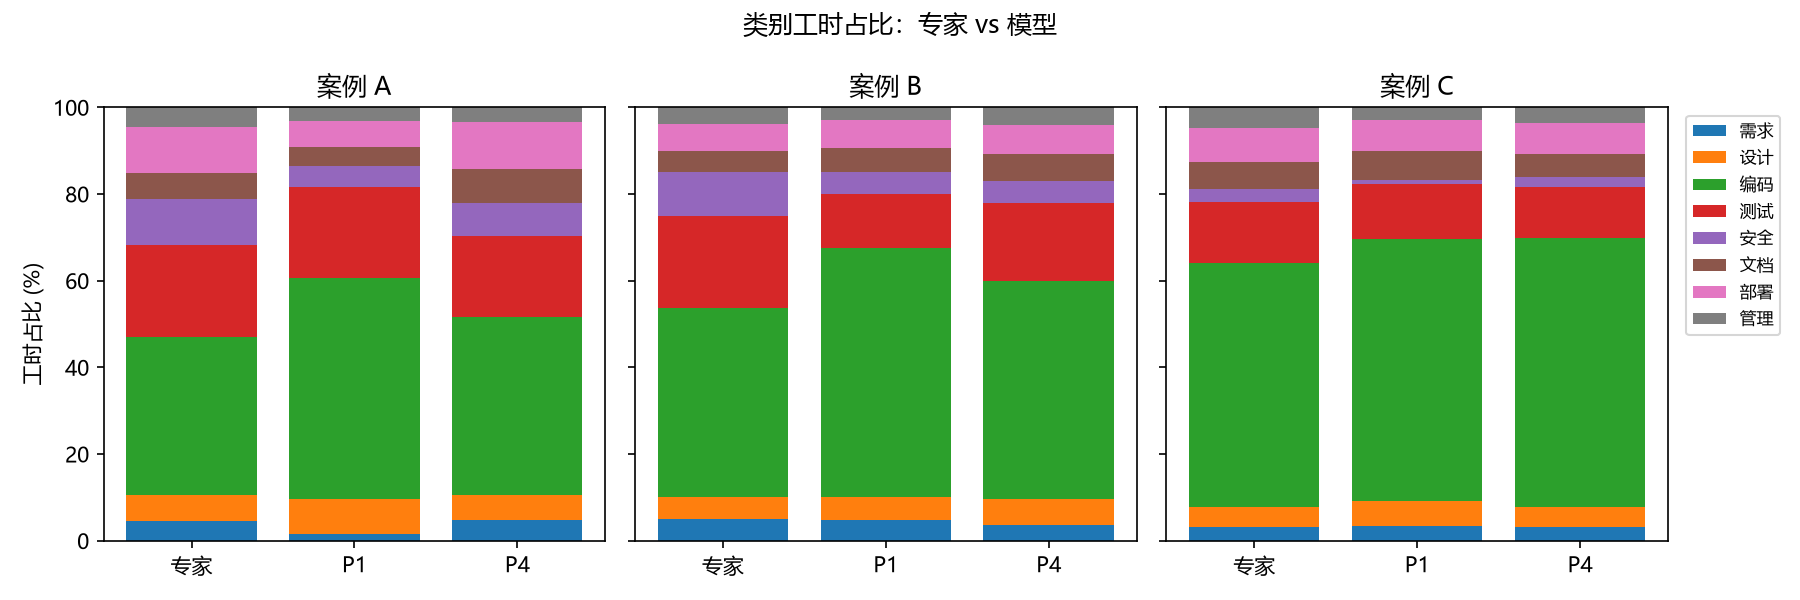 类别工时占比：专家 vs 模型
案例 A
案例 B
案例 C
工时占比 (%)
100
80
60
40
20
0
专家 P1 P4
专家 P1 P4
专家 P1 P4
需求
设计
编码
测试
安全
文档
部署
管理